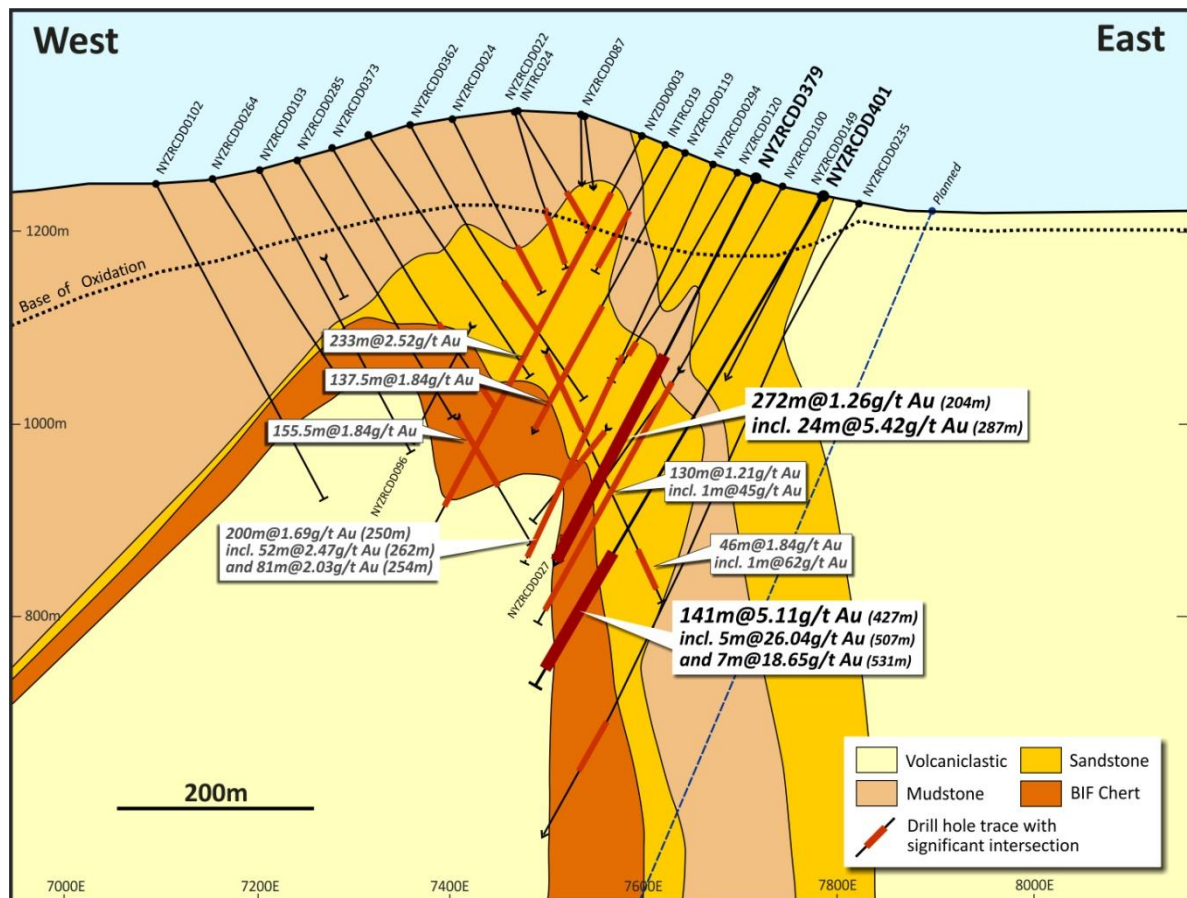 West
East
NYZRCDD0102
NYZRCDD0264
NYZRCDD0103
NYZRCDD0285
NYZRCDD0373
NYZRCDD0362
NYZRCDD024
NYZRCDD022
INTRC024
NYZRCDD087
NYZDD0003
INTRC019
NYZRCDD0119
NYZRCDD0294
NYZRCDD120
NYZRCDD379
NYZRCDD100
NYZRCDD0149
NYZRCDD401
NYZRCDD0235
Planned
1200m
Base of Oxidation
233m@2.52g/t Au
137.5m@1.84g/t Au
272m@1.26g/t Au (204m)
incl. 24m@5.42g/t Au (287m)
1000m
155.5m@1.84g/t Au
130m@1.21g/t Au
incl. 1m@45g/t Au
NYZRCDD096
200m@1.69g/t Au (250m)
incl. 52m@2.47g/t Au (262m)
and 81m@2.03g/t Au (254m)
46m@1.84g/t Au
incl. 1m@62g/t Au
NYZRCDD027
800m
141m@5.11g/t Au (427m)
incl. 5m@26.04g/t Au (507m)
and 7m@18.65g/t Au (531m)
200m
Volcaniclastic
Sandstone
Mudstone
BIF Chert
Drill hole trace with
significant intersection
7000E
7200E
7400E
7600E
7800E
8000E